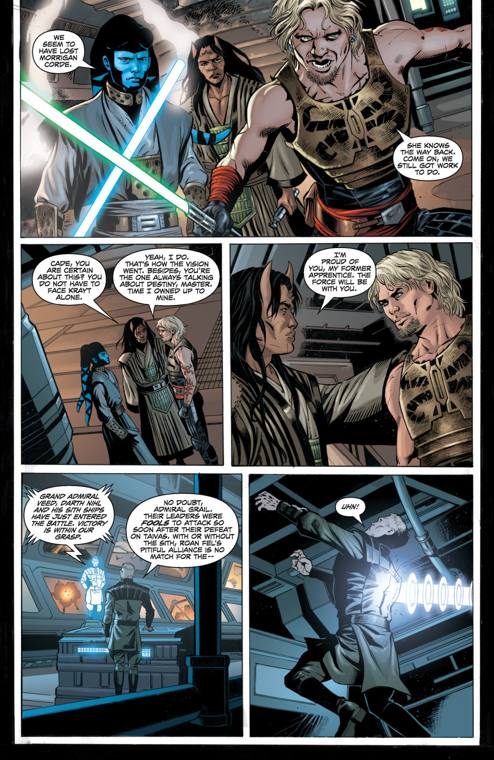 WE
SEEM TO
HAVE LOST
MORRIGAN
CORDE.
SHE KNOWS
THE WAY BACK.
COME ON, WE
STILL GOT WORK
TO DO.
CADE, YOU
ARE CERTAIN
ABOUT THIS? YOU
DO NOT HAVE TO
FACE KRAYT
ALONE.
YEAH, I DO.
THAT'S HOW THE VISION
WENT. BESIDES, YOU'RE
THE ONE ALWAYS TALKING
ABOUT DESTINY, MASTER.
TIME I OWNED UP TO
MINE.
I'M
PROUD OF
YOU, MY FORMER
APPRENTICE. THE
FORCE WILL BE
WITH YOU.
GRAND ADMIRAL
VEED, DARTH NIHL
AND HIS SITH SHIPS
HAVE JUST ENTERED
THE BATTLE. VICTORY
IS WITHIN OUR
GRASP.
NO DOUBT,
ADMIRAL GRAIL.
THEIR LEADERS WERE
FOOLS TO ATTACK SO
SOON AFTER THEIR DEFEAT
ON TAIVAS. WITH OR WITHOUT
THE SITH, ROAN FEL'S
PITIFUL ALLIANCE IS NO
MATCH FOR THE--
UHN!